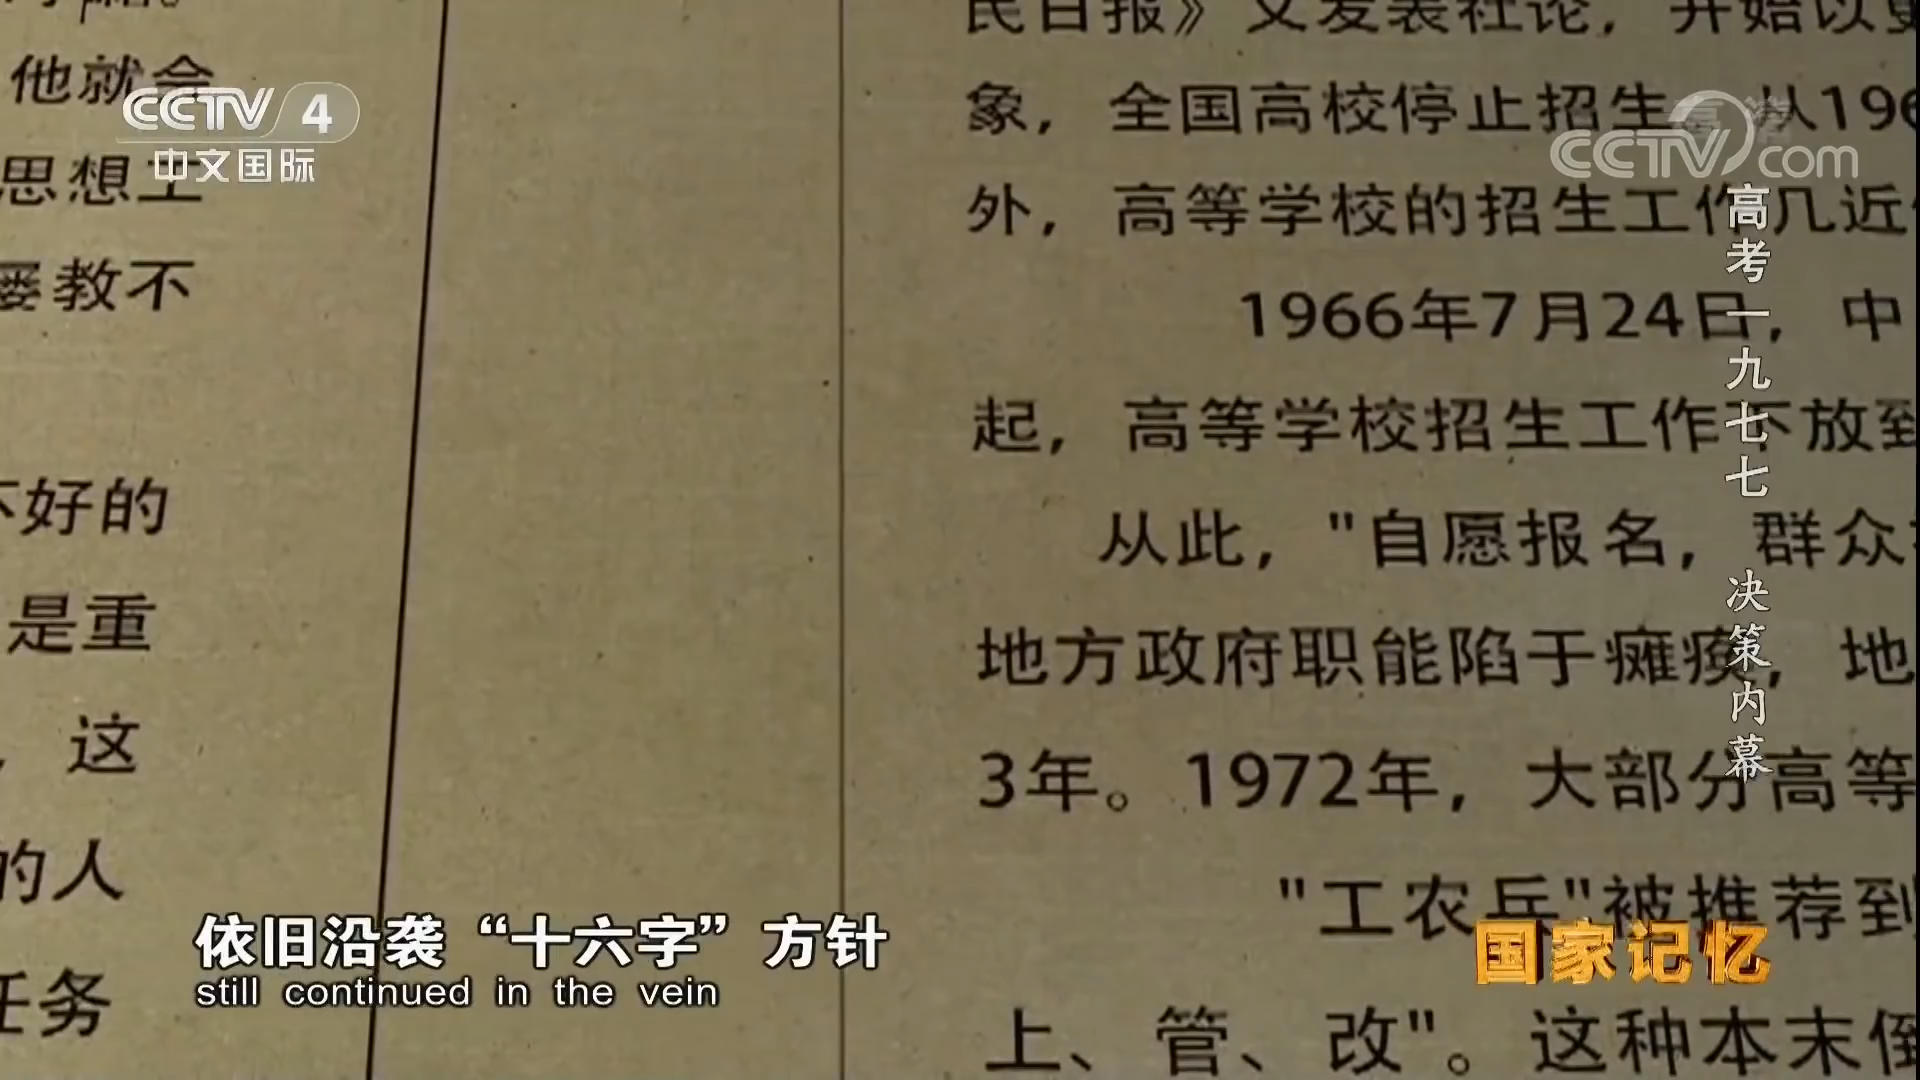 他就会
思想工
屡教不
不好的
是重
，这
的人
任务
民日报》又发表社论，开始以更
象，全国高校停止招生。从196
外，高等学校的招生工作几近停
1966年7月24日，中
起，高等学校招生工作下放到
从此，"自愿报名，群众
地方政府职能陷于瘫痪，地
3年。1972年，大部分高等
"工农兵"被推荐到
上、管、改"。这种本末倒
CCTV 4
中文国际
CCTV com
高考一九七七 决策内幕
依旧沿袭“十六字”方针
still continued in the vein
国家记忆